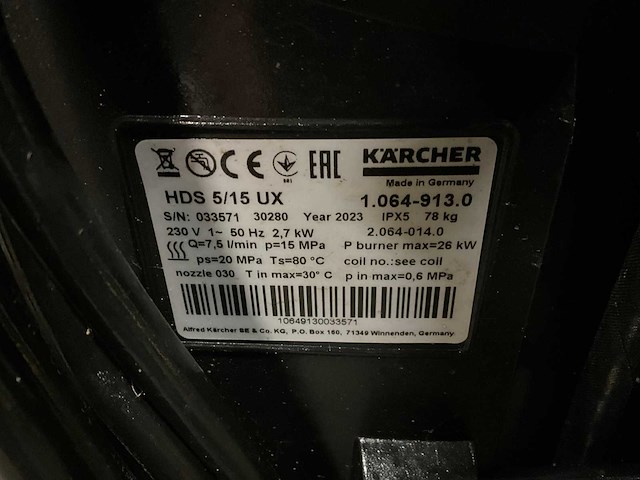 CE EAC KÄRCHER
Made in Germany
HDS 5/15 UX 1.064-913.0
S/N: 033571 30280 Year 2023 IPX5 78 kg
230 V 1~ 50 Hz 2,7 kW 2.064-014.0
Q=7,5 l/min p=15 MPa P burner max=26 kW
ps=20 MPa Ts=80 °C coil no.:see coil
nozzle 030 T in max=30° C p in max=0,6 MPa
10649130033571
Alfred Kärcher SE & Co. KG, P.O. Box 160, 71349 Winnenden, Germany